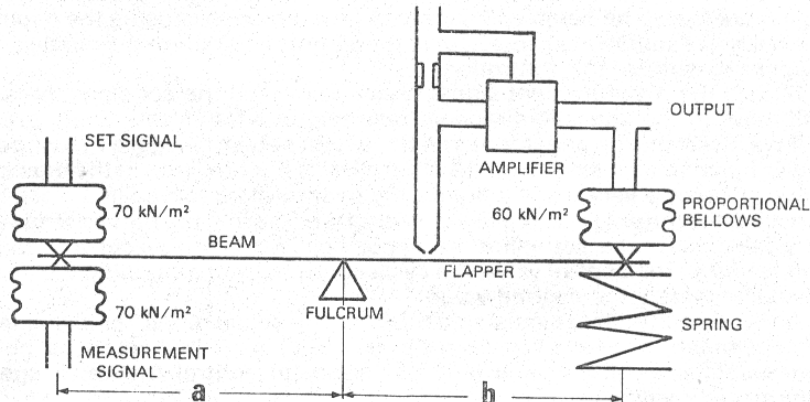 SET SIGNAL
70 kN/m²
BEAM
70 kN/m²
MEASUREMENT
SIGNAL
FULCRUM
AMPLIFIER
OUTPUT
60 kN/m²
PROPORTIONAL
BELLOWS
FLAPPER
SPRING
a
b